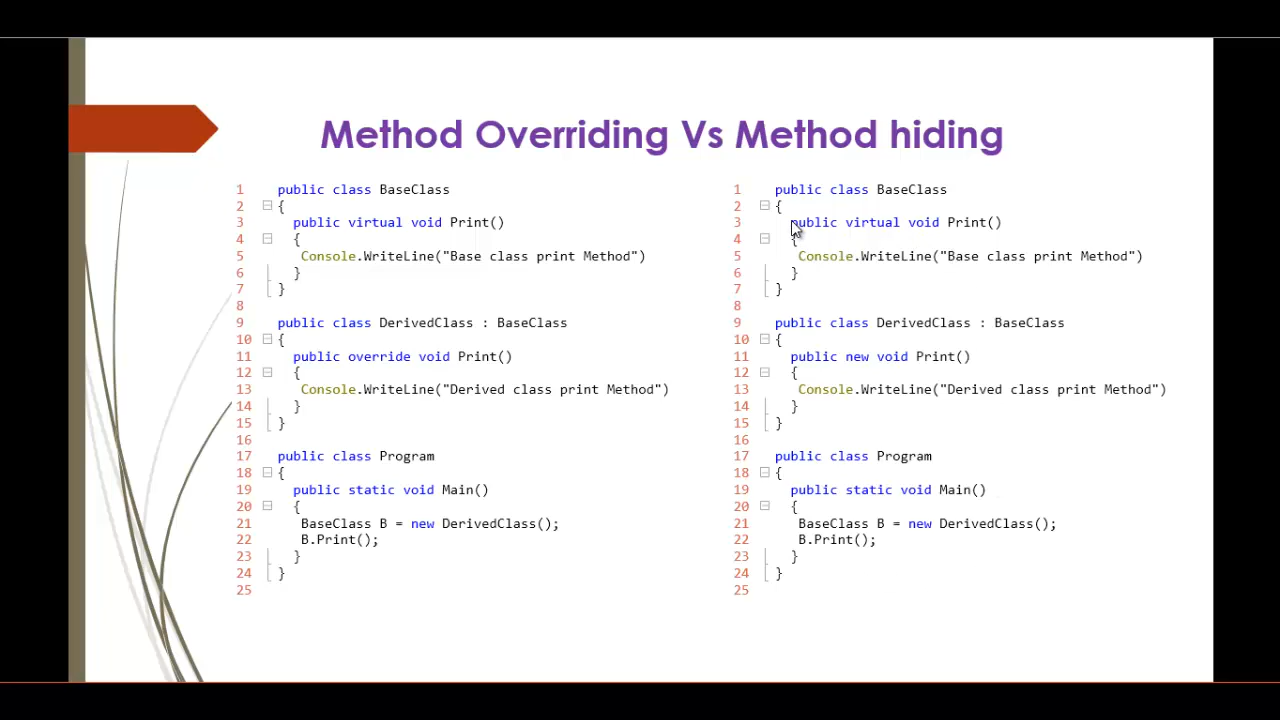 Method Overriding Vs Method hiding
1 public class BaseClass
2 {
3 public virtual void Print()
4 {
5 Console.WriteLine("Base class print Method")
6 }
7 }
8
9 public class DerivedClass : BaseClass
10 {
11 public override void Print()
12 {
13 Console.WriteLine("Derived class print Method")
14 }
15 }
16
17 public class Program
18 {
19 public static void Main()
20 {
21 BaseClass B = new DerivedClass();
22 B.Print();
23 }
24 }
25
1 public class BaseClass
2 {
3 public virtual void Print()
4 {
5 Console.WriteLine("Base class print Method")
6 }
7 }
8
9 public class DerivedClass : BaseClass
10 {
11 public new void Print()
12 {
13 Console.WriteLine("Derived class print Method")
14 }
15 }
16
17 public class Program
18 {
19 public static void Main()
20 {
21 BaseClass B = new DerivedClass();
22 B.Print();
23 }
24 }
25